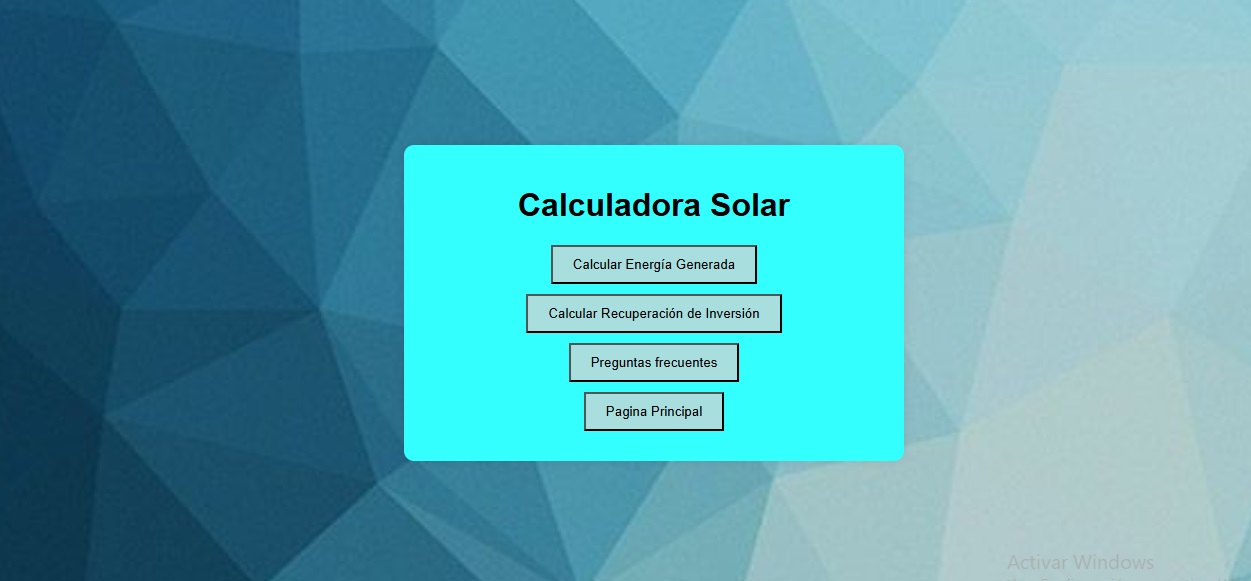 Calculadora Solar
Calcular Energía Generada
Calcular Recuperación de Inversión
Preguntas frecuentes
Pagina Principal
Activar Windows